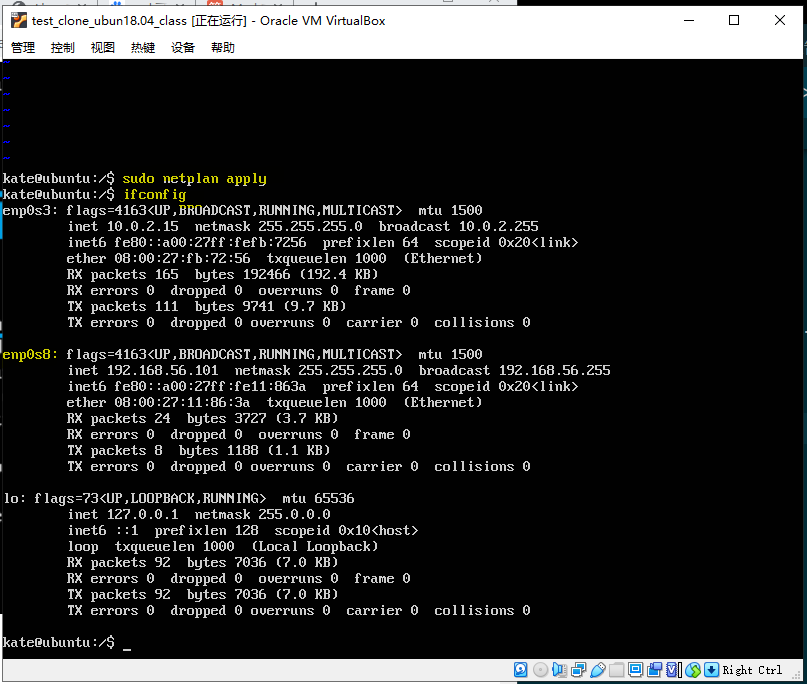 test_clone_ubun18.04_class [正在运行] - Oracle VM VirtualBox
管理 控制 视图 热键 设备 帮助
~
~
~
~
~
~
~
kate@ubuntu:/$ sudo netplan apply
kate@ubuntu:/$ ifconfig
enp0s3: flags=4163<UP,BROADCAST,RUNNING,MULTICAST>  mtu 1500
        inet 10.0.2.15  netmask 255.255.255.0  broadcast 10.0.2.255
        inet6 fe80::a00:27ff:fefb:7256  prefixlen 64  scopeid 0x20<link>
        ether 08:00:27:fb:72:56  txqueuelen 1000  (Ethernet)
        RX packets 165  bytes 192466 (192.4 KB)
        RX errors 0  dropped 0  overruns 0  frame 0
        TX packets 111  bytes 9741 (9.7 KB)
        TX errors 0  dropped 0 overruns 0  carrier 0  collisions 0
enp0s8: flags=4163<UP,BROADCAST,RUNNING,MULTICAST>  mtu 1500
        inet 192.168.56.101  netmask 255.255.255.0  broadcast 192.168.56.255
        inet6 fe80::a00:27ff:fe11:863a  prefixlen 64  scopeid 0x20<link>
        ether 08:00:27:11:86:3a  txqueuelen 1000  (Ethernet)
        RX packets 24  bytes 3727 (3.7 KB)
        RX errors 0  dropped 0  overruns 0  frame 0
        TX packets 8  bytes 1188 (1.1 KB)
        TX errors 0  dropped 0 overruns 0  carrier 0  collisions 0
lo: flags=73<UP,LOOPBACK,RUNNING>  mtu 65536
        inet 127.0.0.1  netmask 255.0.0.0
        inet6 ::1  prefixlen 128  scopeid 0x10<host>
        loop  txqueuelen 1000  (Local Loopback)
        RX packets 92  bytes 7036 (7.0 KB)
        RX errors 0  dropped 0  overruns 0  frame 0
        TX packets 92  bytes 7036 (7.0 KB)
        TX errors 0  dropped 0 overruns 0  carrier 0  collisions 0
kate@ubuntu:/$ _
Right Ctrl